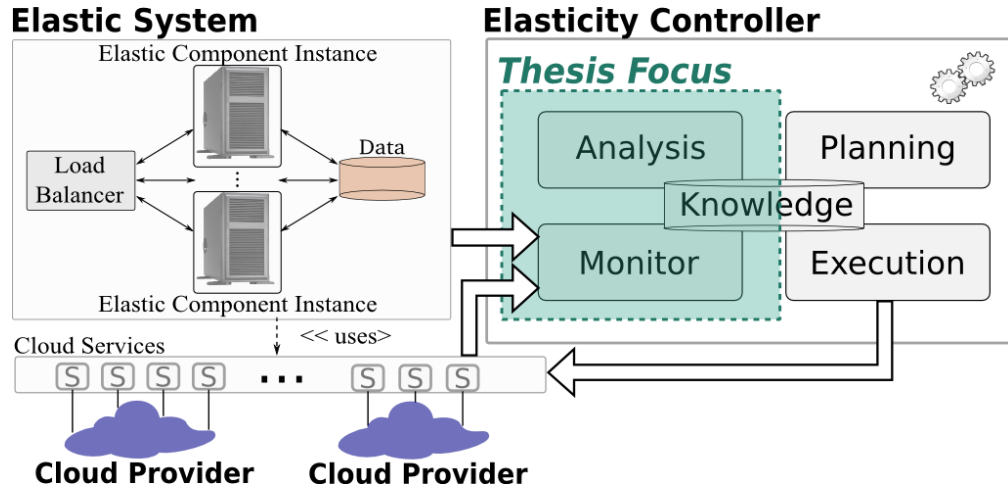 Elastic System
Elastic Component Instance
Load
Balancer
Data
Elastic Component Instance
<< uses>
Cloud Services
S S S S ... S S S
Cloud Provider
Cloud Provider
Elasticity Controller
Thesis Focus
Analysis
Planning
Knowledge
Monitor
Execution